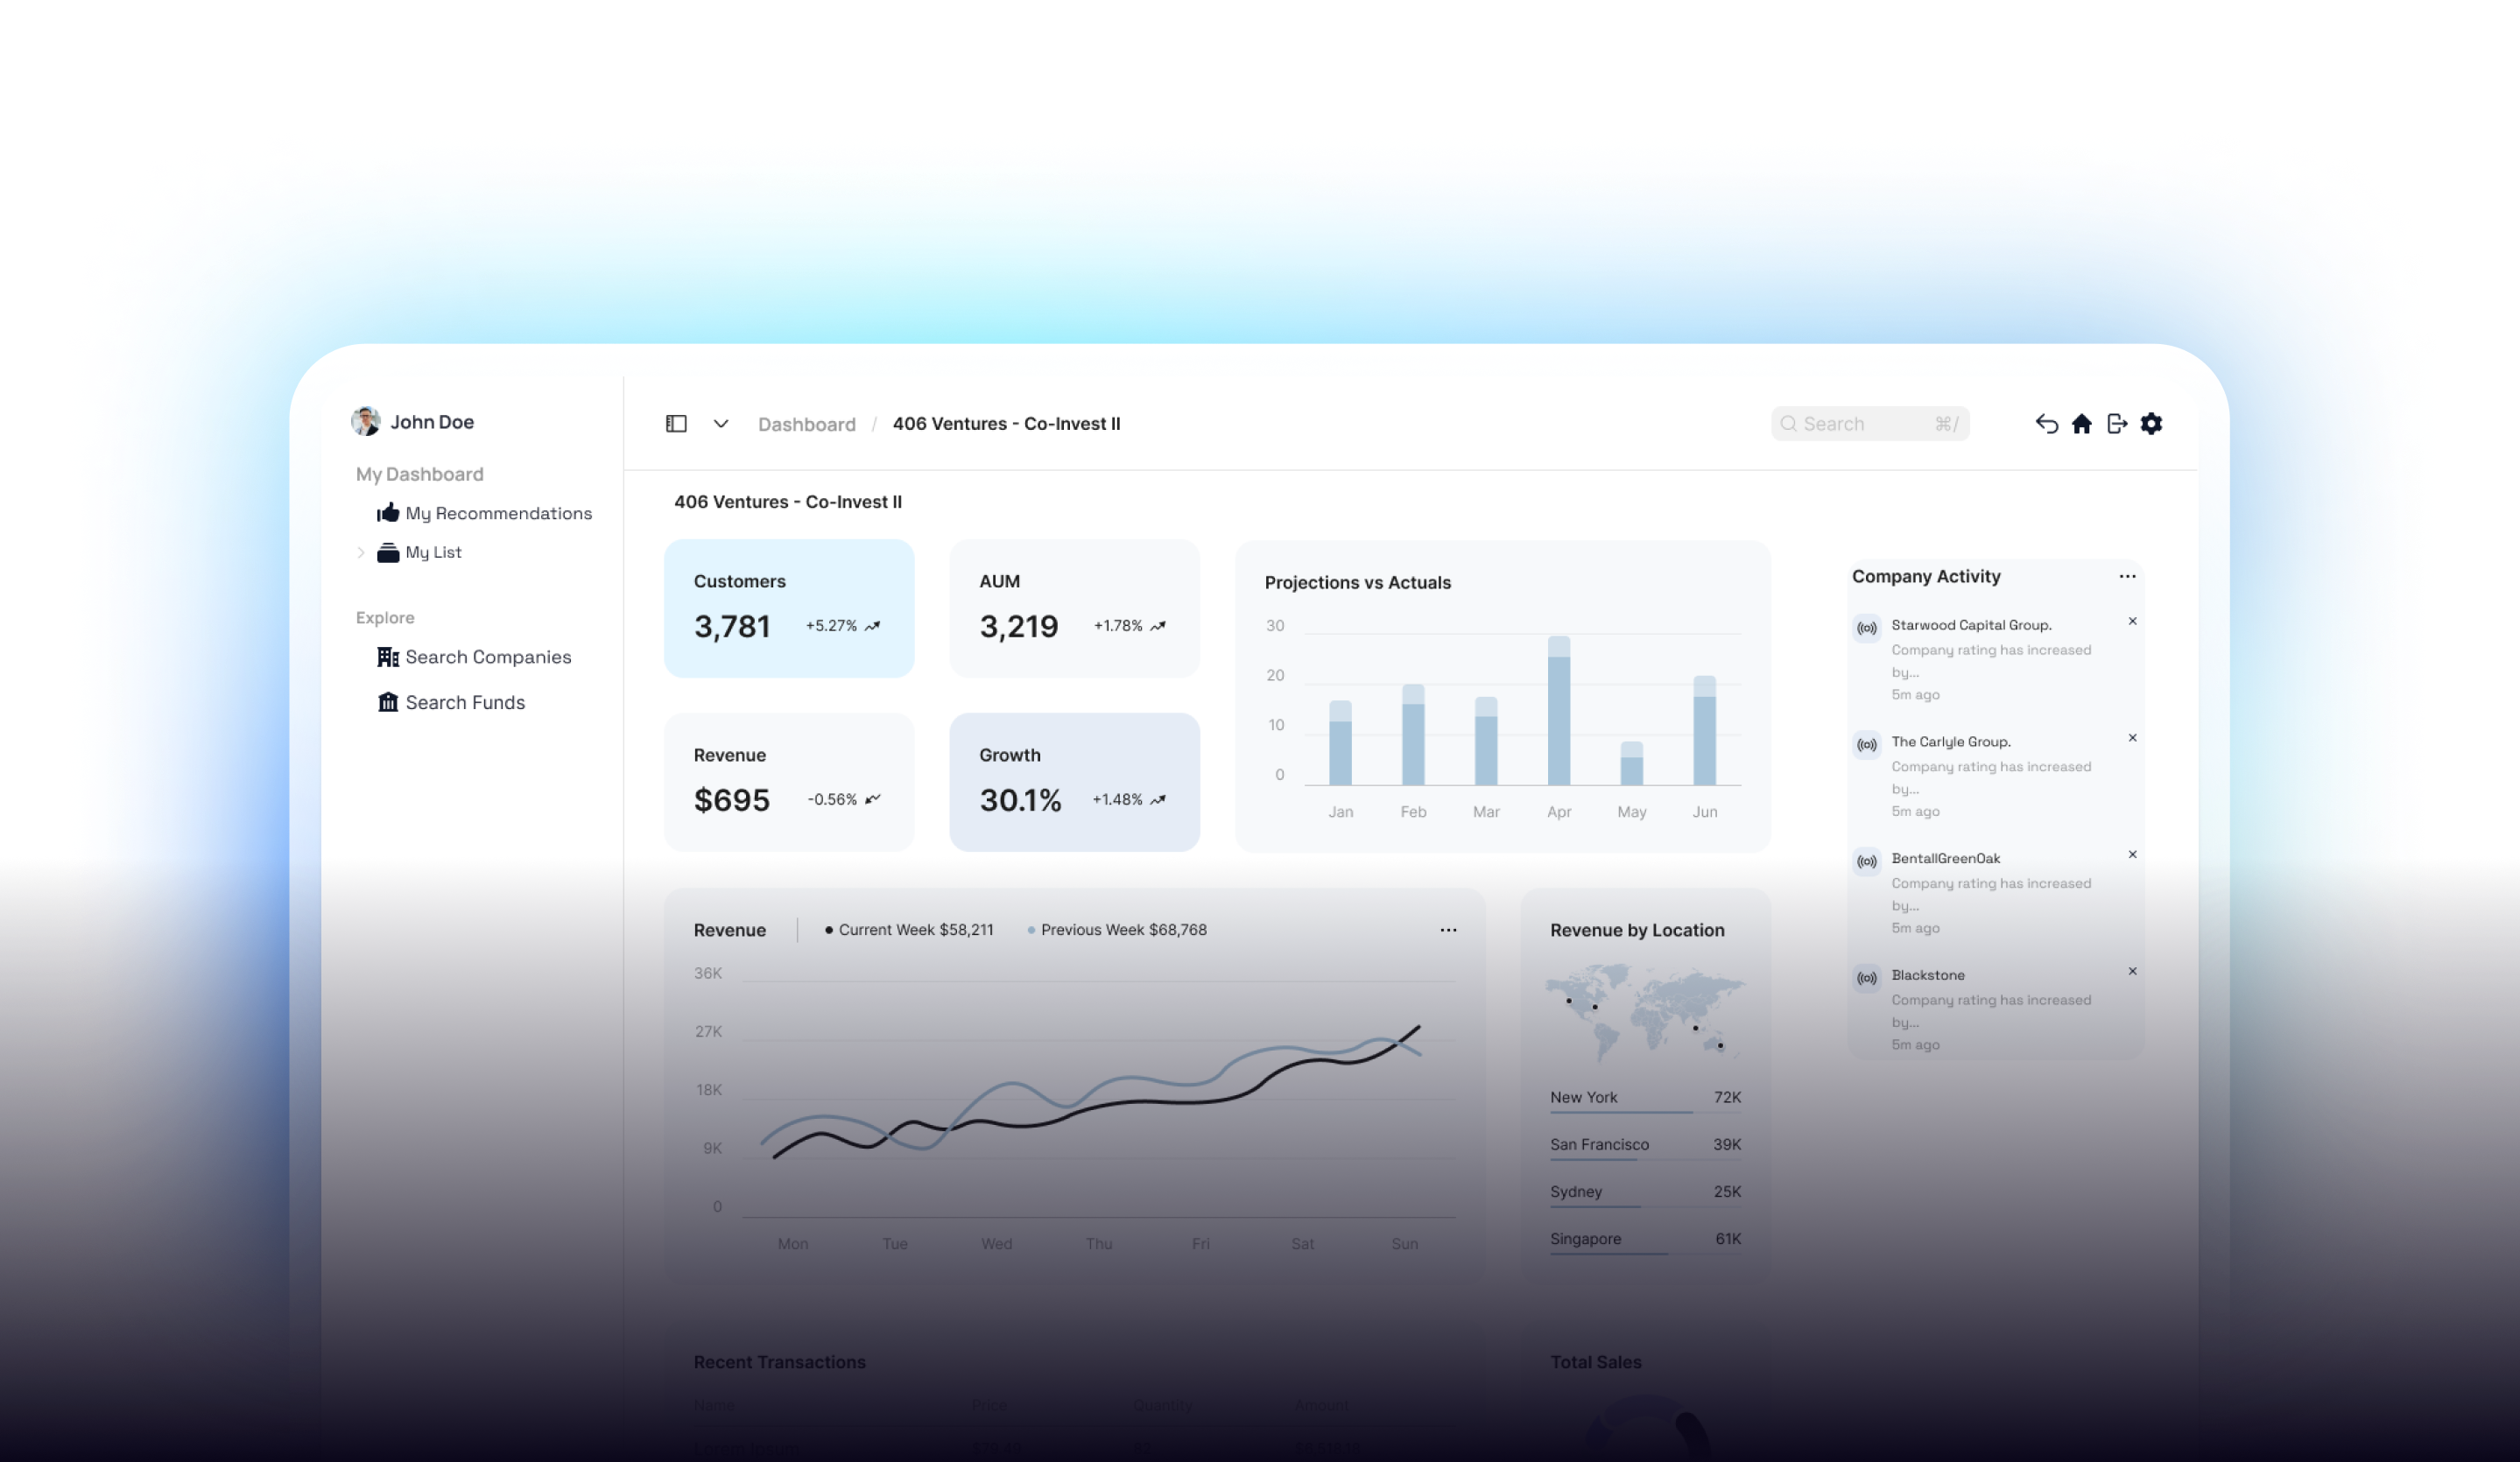 John Doe
My Dashboard
My Recommendations
My List
Explore
Search Companies
Search Funds
Dashboard / 406 Ventures - Co-Invest II
Search ⌘/
406 Ventures - Co-Invest II
Customers
3,781 +5.27%
AUM
3,219 +1.78%
Revenue
$695 -0.56%
Growth
30.1% +1.48%
Projections vs Actuals
30
20
10
0
Jan Feb Mar Apr May Jun
Company Activity
Starwood Capital Group.
Company rating has increased
by...
5m ago
The Carlyle Group.
Company rating has increased
by...
5m ago
BentallGreenOak
Company rating has increased
by...
5m ago
Blackstone
Company rating has increased
by...
5m ago
Revenue Current Week $58,211 Previous Week $68,768
36K
27K
18K
9K
0
Mon Tue Wed Thu Fri Sat Sun
Revenue by Location
New York 72K
San Francisco 39K
Sydney 25K
Singapore 61K
Recent Transactions
Name Price Quantity Amount
Total Sales